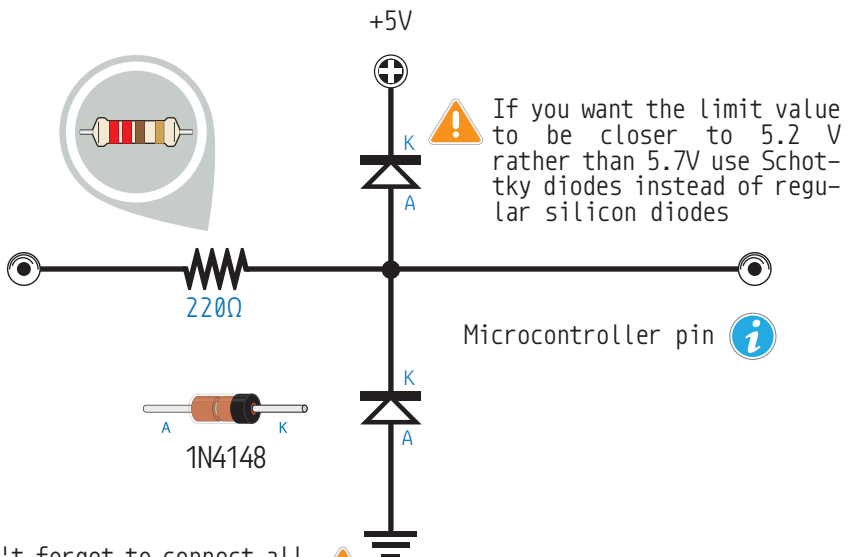 +5V
If you want the limit value
to be closer to 5.2 V
rather than 5.7V use Schot-
tky diodes instead of regu-
lar silicon diodes
K
A
220Ω
Microcontroller pin
K
A
A K
1N4148
't forget to connect all